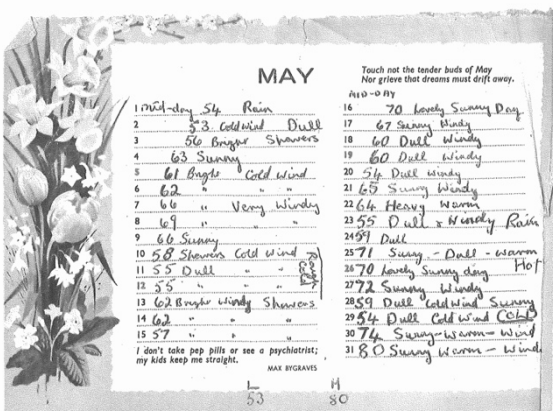 MAY
1 Mid-day 54 Rain
2 53 Cold wind Dull
3 56 Bright Showers
4 63 Sunny
5 61 Bright Cold Wind
6 62 " " "
7 66 " Very Windy
8 69 " "
9 66 Sunny
10 58 Showers Cold Wind
11 55 Dull " "
12 55 " " "
Rough Cold
13 62 Bright Windy Showers
14 62 " " "
15 57 " " "
I don't take pep pills or see a psychiatrist;
my kids keep me straight.
MAX BYGRAVES
Touch not the tender buds of May
Nor grieve that dreams must drift away.
MID-DAY
16 70 Lovely Sunny Day
17 67 Sunny Windy
18 60 Dull Windy
19 60 Dull Windy
20 54 Dull Windy
21 65 Sunny Windy
22 64 Heavy Warm
23 55 Dull & Windy Rain
24 59 Dull
25 71 Sunny - Dull - warm
26 70 Lovely Sunny day Hot
27 72 Sunny Windy
28 59 Dull Cold Wind Sunny
29 54 Dull Cold Wind COLD
30 74 Sunny - Warm - Wind
31 80 Sunny Warm - Wind
L H
53 80